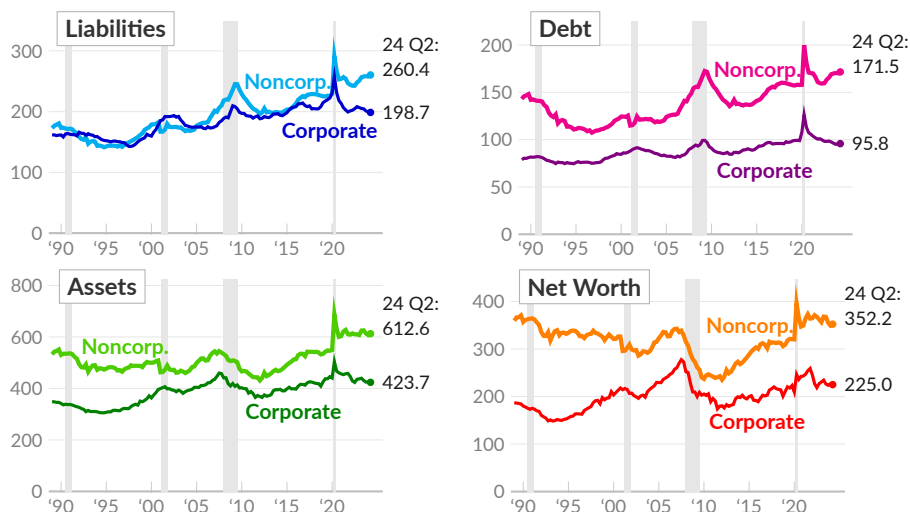 Liabilities
300
200
100
0
24 Q2:
260.4
198.7
Noncorp.
Corporate
‘90 ‘95 ‘00 ‘05 ‘10 ‘15 ‘20
Debt
200
150
100
50
0
24 Q2:
171.5
95.8
Noncorp.
Corporate
‘90 ‘95 ‘00 ‘05 ‘10 ‘15 ‘20
Assets
800
600
400
200
0
24 Q2:
612.6
423.7
Noncorp.
Corporate
‘90 ‘95 ‘00 ‘05 ‘10 ‘15 ‘20
Net Worth
400
300
200
100
0
24 Q2:
352.2
225.0
Noncorp.
Corporate
‘90 ‘95 ‘00 ‘05 ‘10 ‘15 ‘20